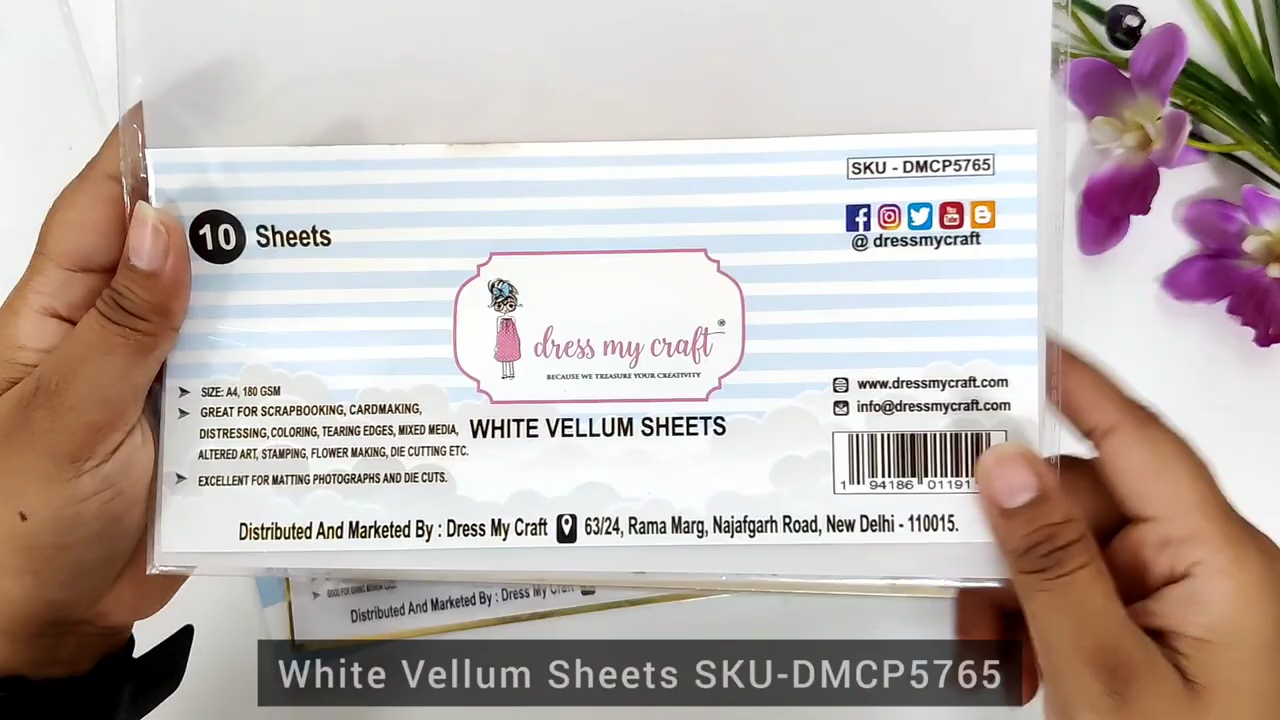 SKU - DMCP5765
10 Sheets
@ dressmycraft
dress my craft ®
BECAUSE WE TREASURE YOUR CREATIVITY
WHITE VELLUM SHEETS
SIZE: A4, 180 GSM
GREAT FOR SCRAPBOOKING, CARDMAKING,
DISTRESSING, COLORING, TEARING EDGES, MIXED MEDIA,
ALTERED ART, STAMPING, FLOWER MAKING, DIE CUTTING ETC.
EXCELLENT FOR MATTING PHOTOGRAPHS AND DIE CUTS.
www.dressmycraft.com
info@dressmycraft.com
1 94186 01191
Distributed And Marketed By : Dress My Craft 63/24, Rama Marg, Najafgarh Road, New Delhi - 110015.
Distributed And Marketed By : Dress My Craft
White Vellum Sheets SKU-DMCP5765